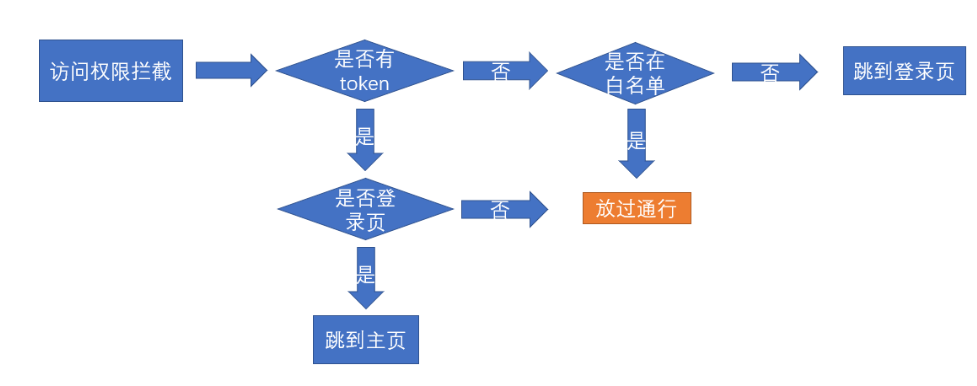 访问权限拦截
是否有
token
否
是否在
白名单
否
跳到登录页
是
是
是否登
录页
否
放过通行
是
跳到主页